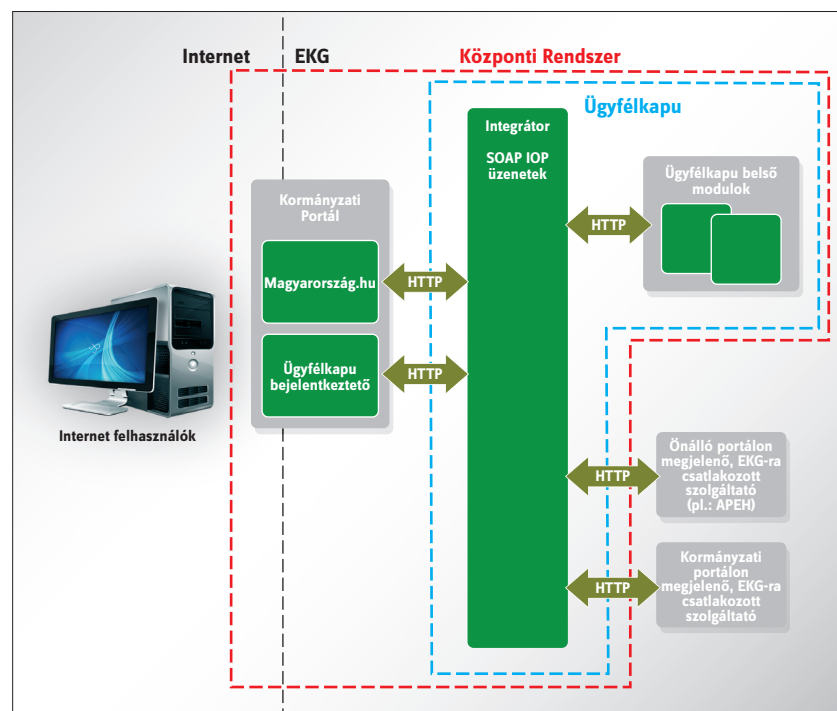 Internet
EKG
Központi Rendszer
Ügyfélkapu
Integrátor
SOAP IOP
üzenetek
Ügyfélkapu belső
modulok
HTTP
Kormányzati
Portál
Magyarország.hu
HTTP
Ügyfélkapu
bejelentkeztető
HTTP
Internet felhasználók
Önálló portálon
megjelenő, EKG-ra
csatlakozott
szolgáltató
(pl.: APEH)
HTTP
Kormányzati
portálon
megjelenő, EKG-ra
csatlakozott
szolgáltató
HTTP